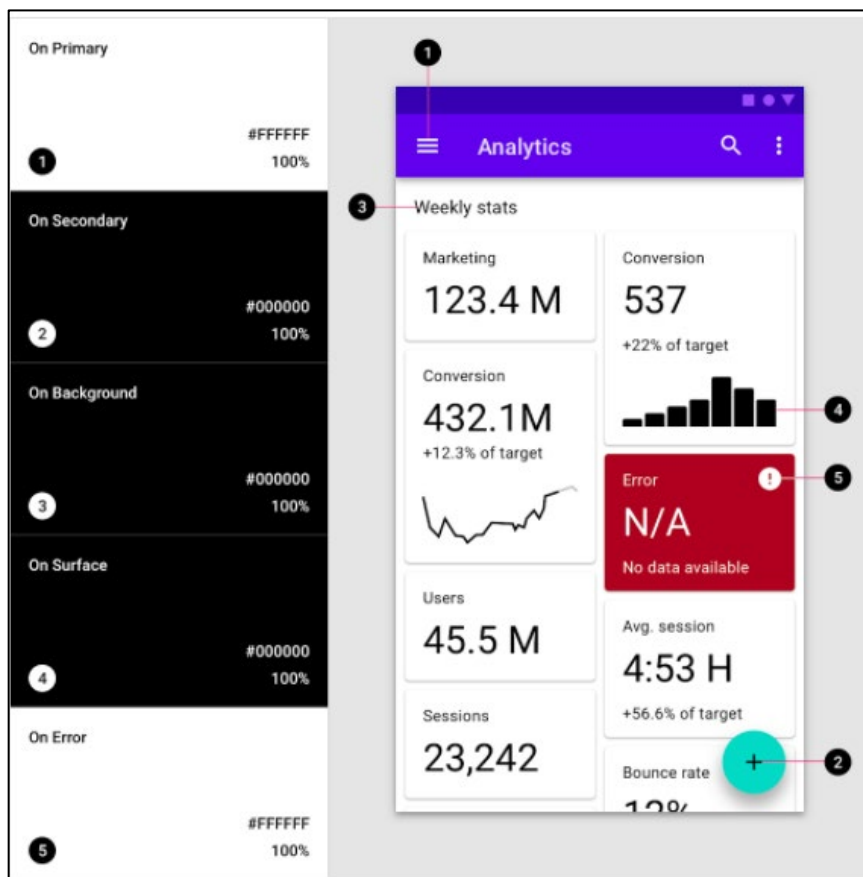 On Primary
#FFFFFF
1
100%
On Secondary
#000000
2
100%
On Background
#000000
3
100%
On Surface
#000000
4
100%
On Error
#FFFFFF
5
100%
1
Analytics
3
Weekly stats
Marketing
123.4 M
Conversion
432.1M
+12.3% of target
Users
45.5 M
Sessions
23,242
Conversion
537
+22% of target
4
Error
!
5
N/A
No data available
Avg. session
4:53 H
+56.6% of target
+
2
Bounce rate
12%